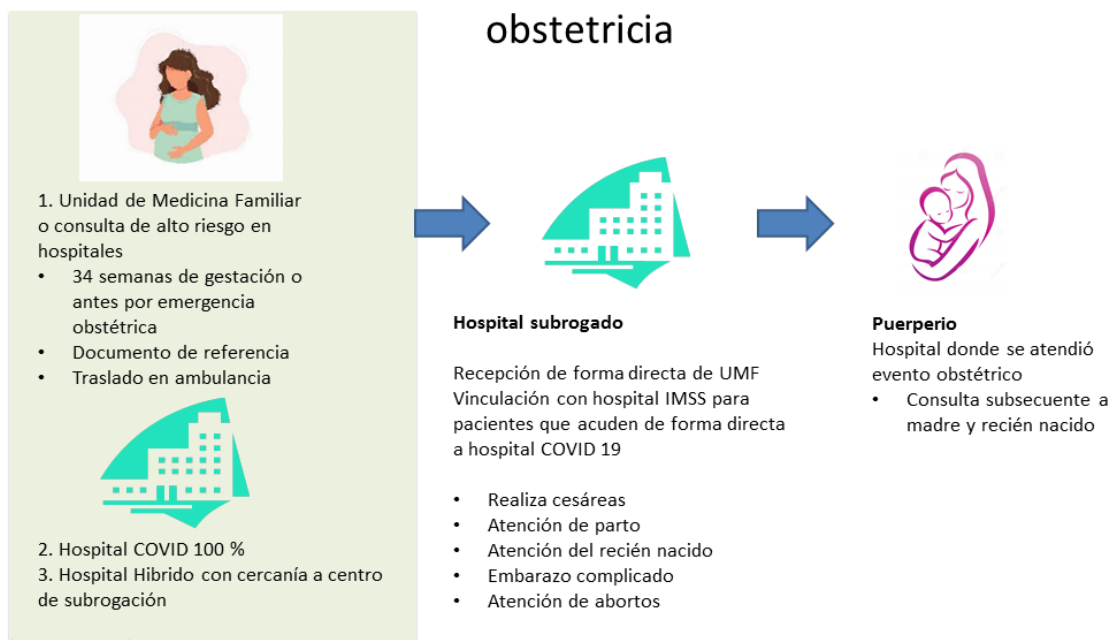 obstetricia
1. Unidad de Medicina Familiar
o consulta de alto riesgo en
hospitales
• 34 semanas de gestación o
antes por emergencia
obstétrica
• Documento de referencia
• Traslado en ambulancia
2. Hospital COVID 100 %
3. Hospital Hibrido con cercanía a centro
de subrogación
Hospital subrogado
Recepción de forma directa de UMF
Vinculación con hospital IMSS para
pacientes que acuden de forma directa
a hospital COVID 19
• Realiza cesáreas
• Atención de parto
• Atención del recién nacido
• Embarazo complicado
• Atención de abortos
Puerperio
Hospital donde se atendió
evento obstétrico
• Consulta subsecuente a
madre y recién nacido